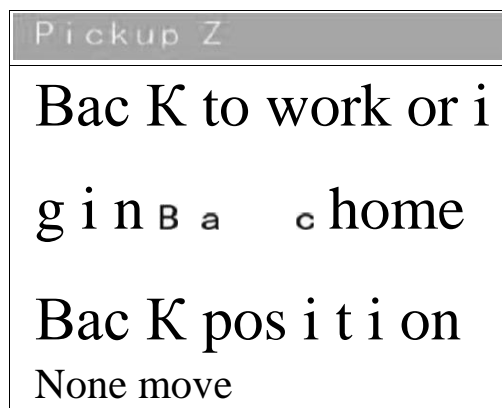 Pickup Z
Bac K to work or i
g i n B a c home
Bac K pos i t i on
None move